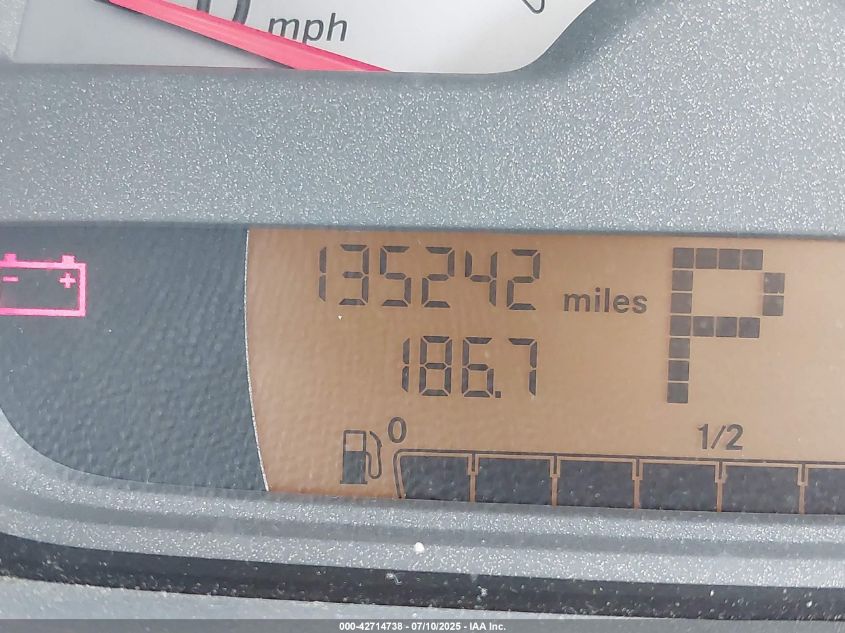 mph
135242 miles
P
186.7
0
1/2
000-42714738 - 07/10/2025 - IAA Inc.